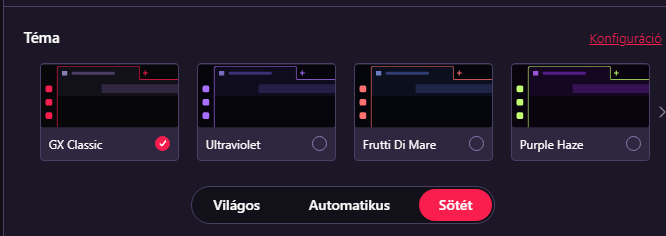 Téma
Konfiguráció
GX Classic
Ultraviolet
Frutti Di Mare
Purple Haze
Világos
Automatikus
Sötét